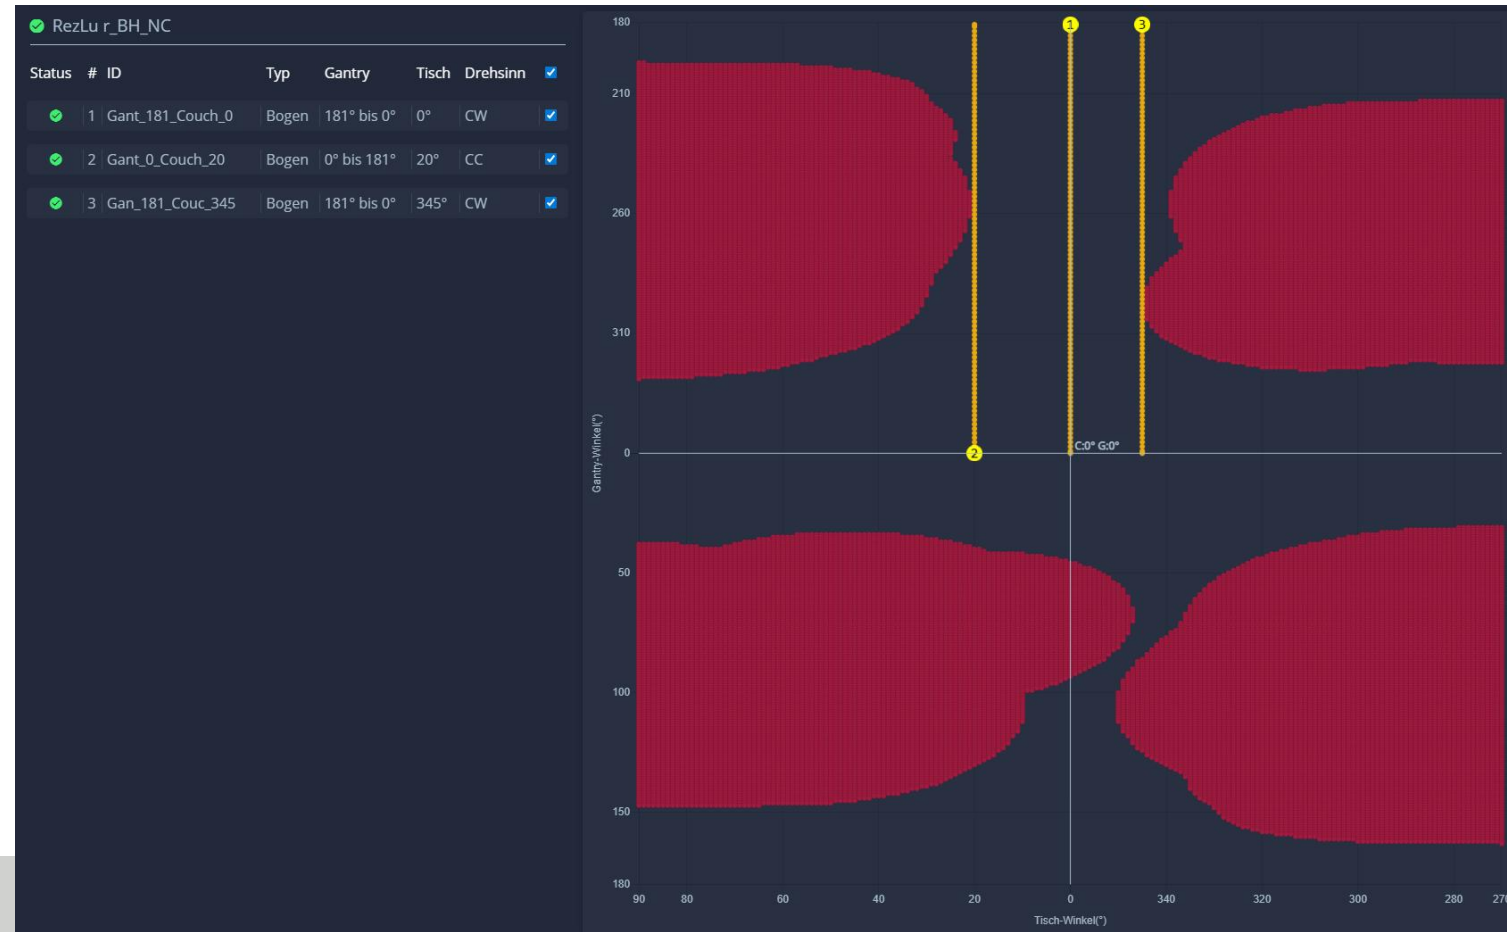 RezLu r_BH_NC
Status # ID Typ Gantry Tisch Drehsinn
1 Gant_181_Couch_0 Bogen 181° bis 0° 0° CW
2 Gant_0_Couch_20 Bogen 0° bis 181° 20° CC
3 Gan_181_Couc_345 Bogen 181° bis 0° 345° CW
180
1
3
210
260
310
Gantry-Winkel(°)
0
2
C:0° G:0°
50
100
150
180
90 80 60 40 20 0 340 320 300 280 270
Tisch-Winkel(°)